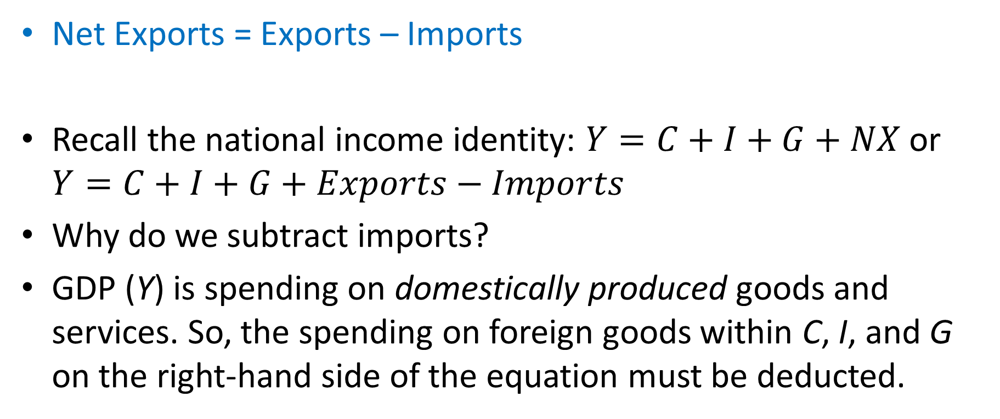 • Net Exports = Exports – Imports
• Recall the national income identity: Y = C + I + G + NX or
Y = C + I + G + Exports − Imports
• Why do we subtract imports?
• GDP (Y) is spending on domestically produced goods and
services. So, the spending on foreign goods within C, I, and G
on the right-hand side of the equation must be deducted.